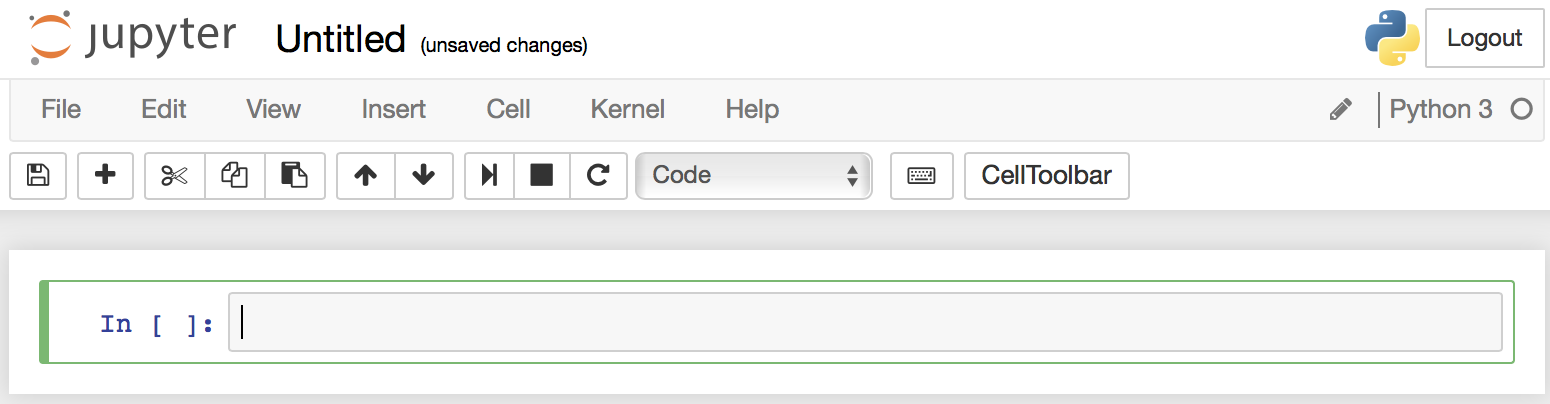 jupyter Untitled (unsaved changes) Logout
File Edit View Insert Cell Kernel Help Python 3
Code CellToolbar
In [ ]: